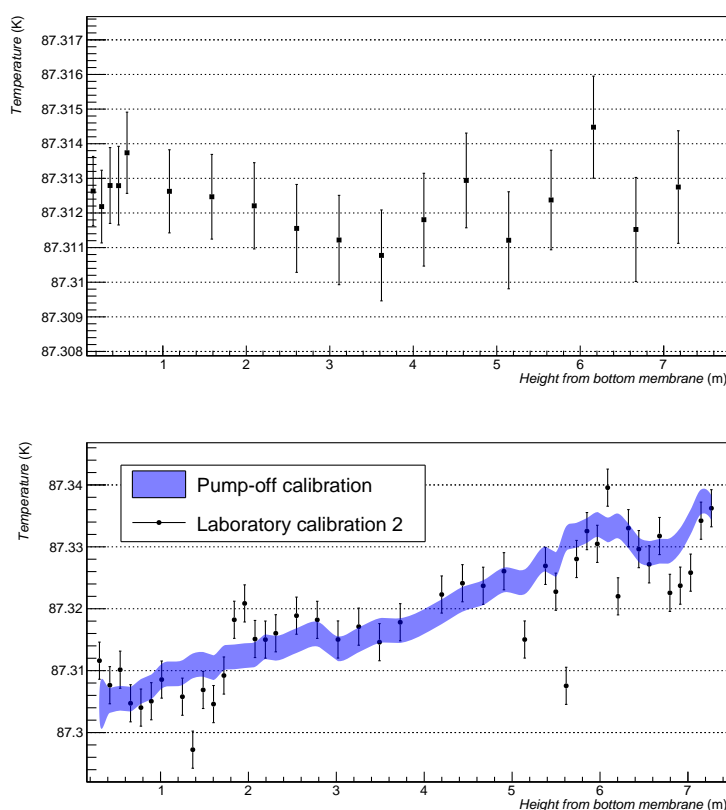 Temperature (K)
87.317
87.316
87.315
87.314
87.313
87.312
87.311
87.31
87.309
87.308
1 2 3 4 5 6 7
Height from bottom membrane (m)
Temperature (K)
87.34
87.33
87.32
87.31
87.3
Pump-off calibration
Laboratory calibration 2
1 2 3 4 5 6 7
Height from bottom membrane (m)